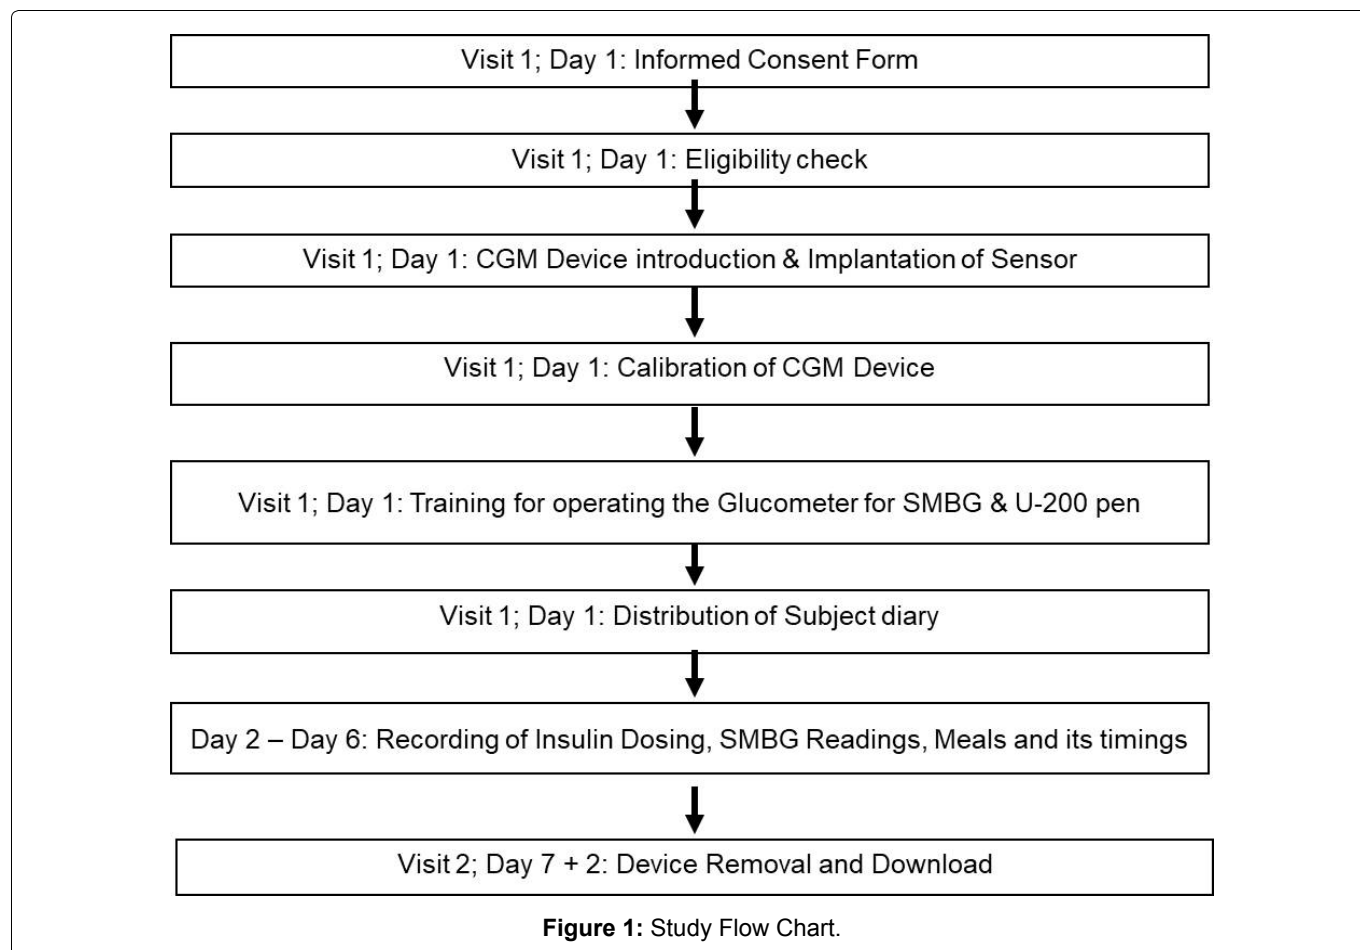 Visit 1; Day 1: Informed Consent Form
Visit 1; Day 1: Eligibility check
Visit 1; Day 1: CGM Device introduction & Implantation of Sensor
Visit 1; Day 1: Calibration of CGM Device
Visit 1; Day 1: Training for operating the Glucometer for SMBG & U-200 pen
Visit 1; Day 1: Distribution of Subject diary
Day 2 – Day 6: Recording of Insulin Dosing, SMBG Readings, Meals and its timings
Visit 2; Day 7 + 2: Device Removal and Download
Figure 1: Study Flow Chart.